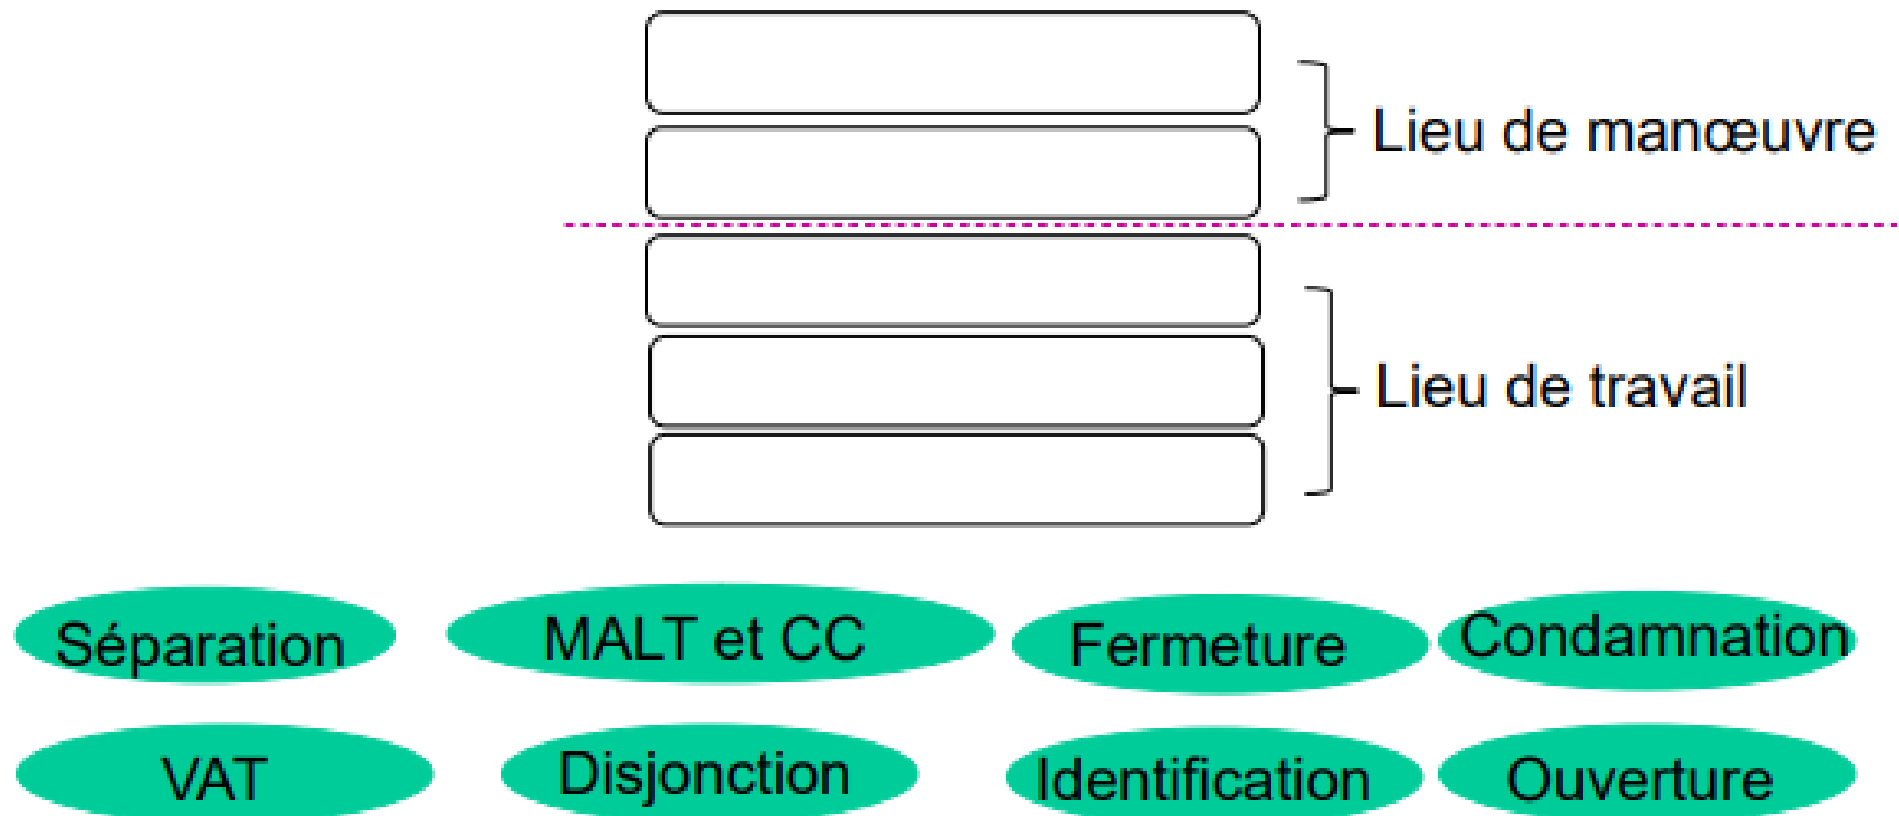 Lieu de manœuvre
Lieu de travail
Séparation
MALT et CC
Fermeture
Condamnation
VAT
Disjonction
Identification
Ouverture